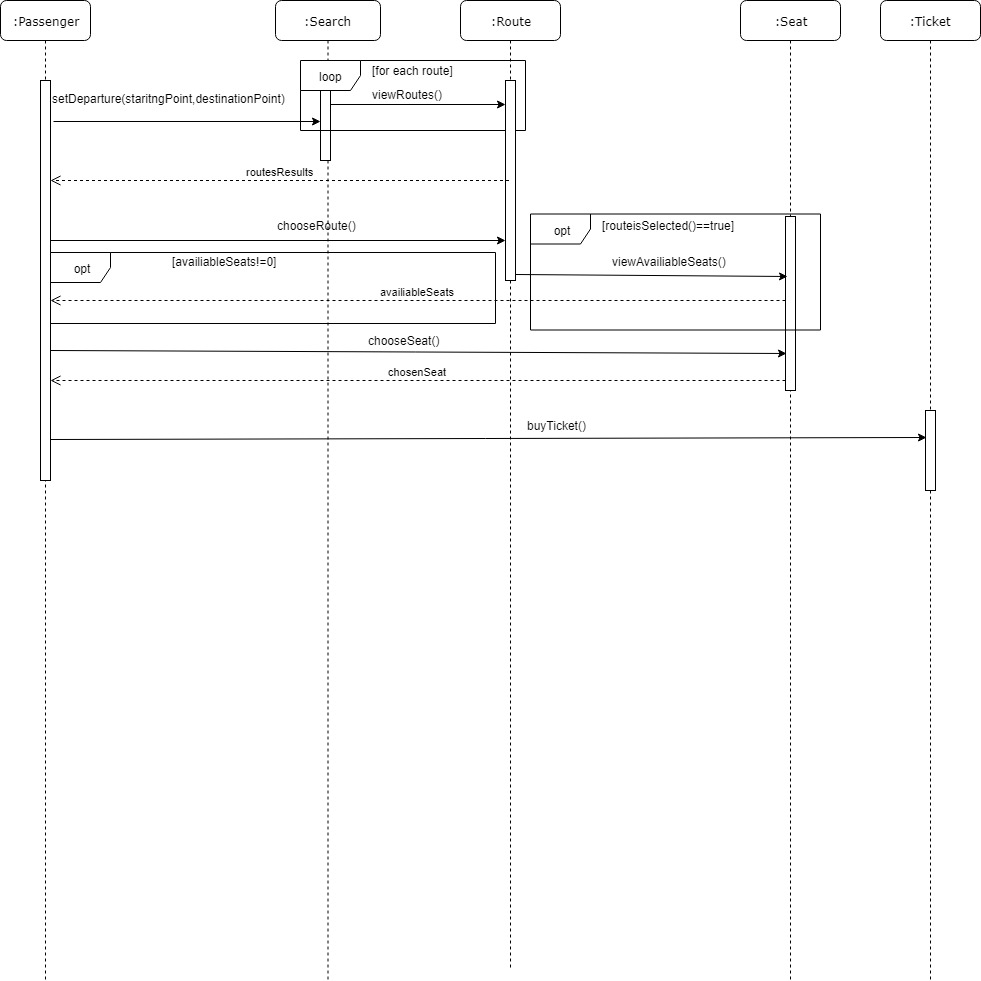 :Passenger
:Search
:Route
:Seat
:Ticket
loop
[for each route]
viewRoutes()
setDeparture(staritngPoint,destinationPoint)
routesResults
chooseRoute()
opt
[routeisSelected()==true]
opt
[availiableSeats!=0]
viewAvailiableSeats()
availiableSeats
chooseSeat()
chosenSeat
buyTicket()